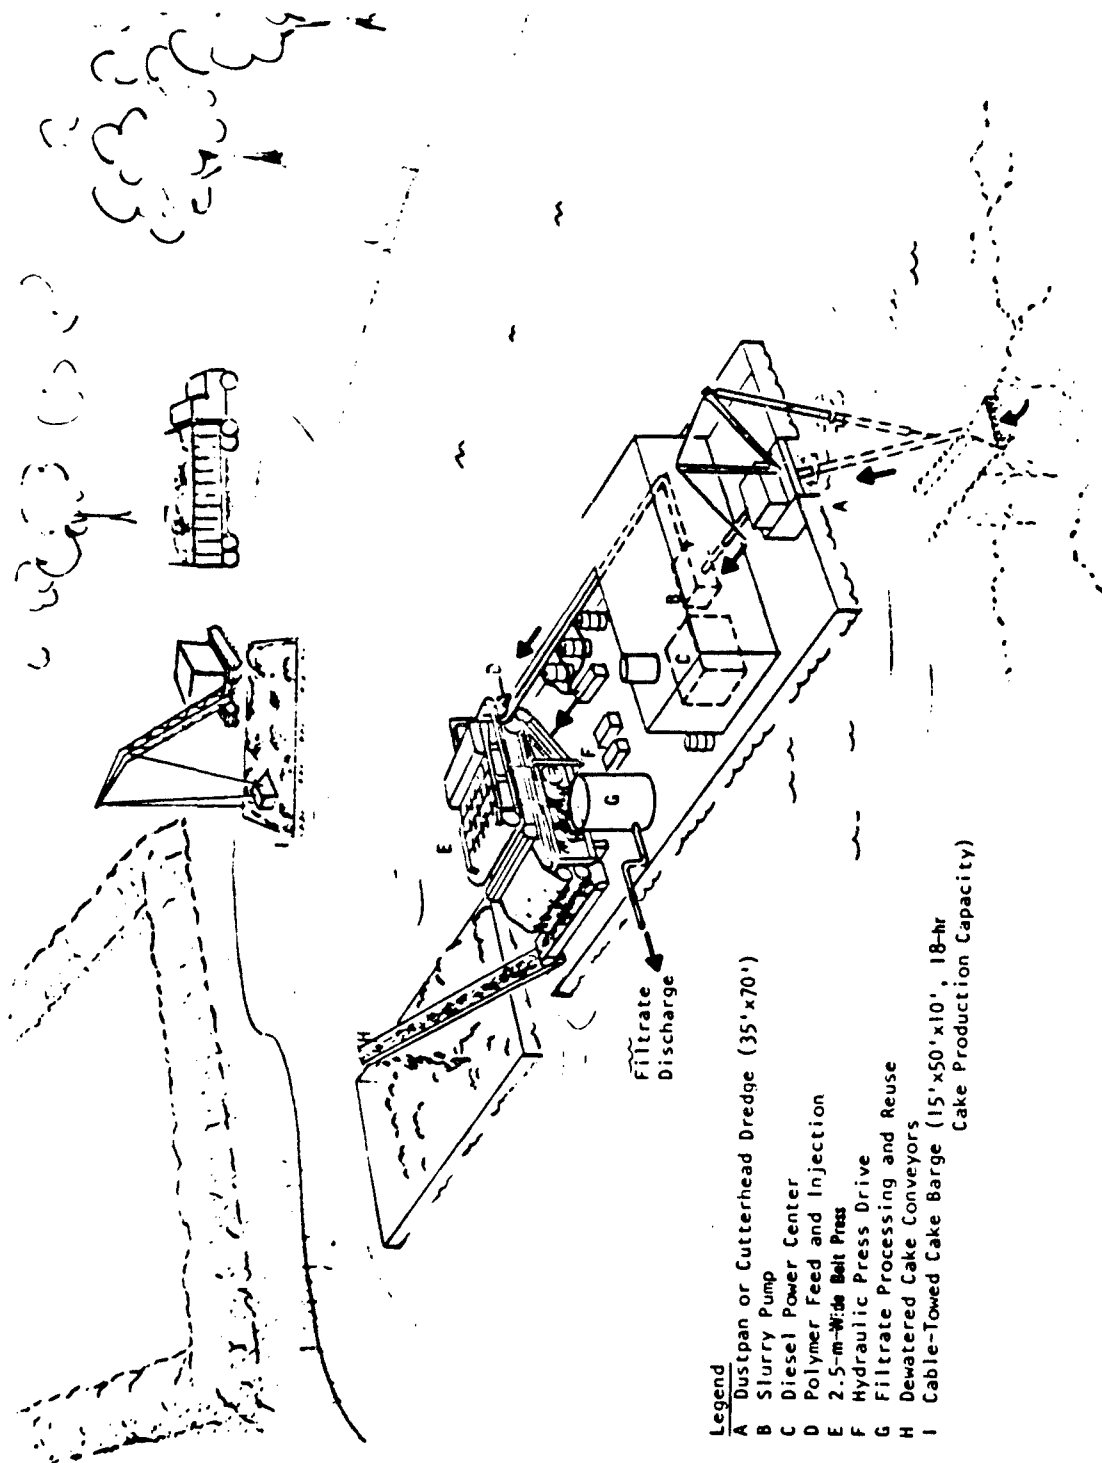 I
H
E
D
F
G
B
C
A
Filtrate
Discharge
Legend
A Dustpan or Cutterhead Dredge (35'x70')
B Slurry Pump
C Diesel Power Center
D Polymer Feed and Injection
E 2.5-m-Wide Belt Press
F Hydraulic Press Drive
G Filtrate Processing and Reuse
H Dewatered Cake Conveyors
I Cable-Towed Cake Barge (15'x50'x10', 18-hr
Cake Production Capacity)